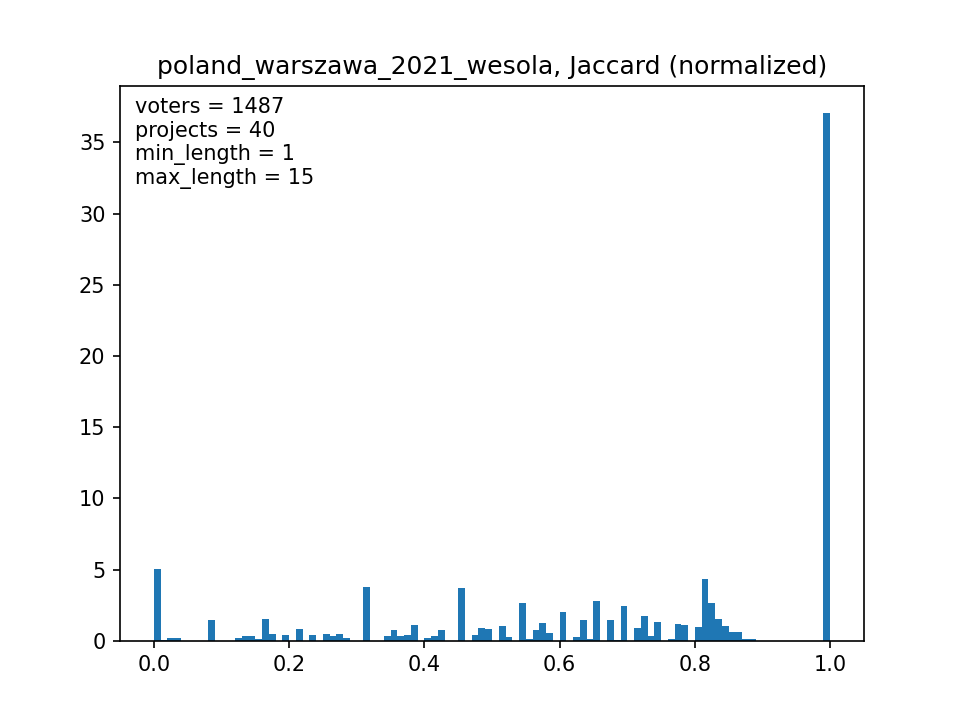 poland_warszawa_2021_wesola, Jaccard (normalized)
voters = 1487
projects = 40
min_length = 1
max_length = 15
35
30
25
20
15
10
5
0
0.0 0.2 0.4 0.6 0.8 1.0